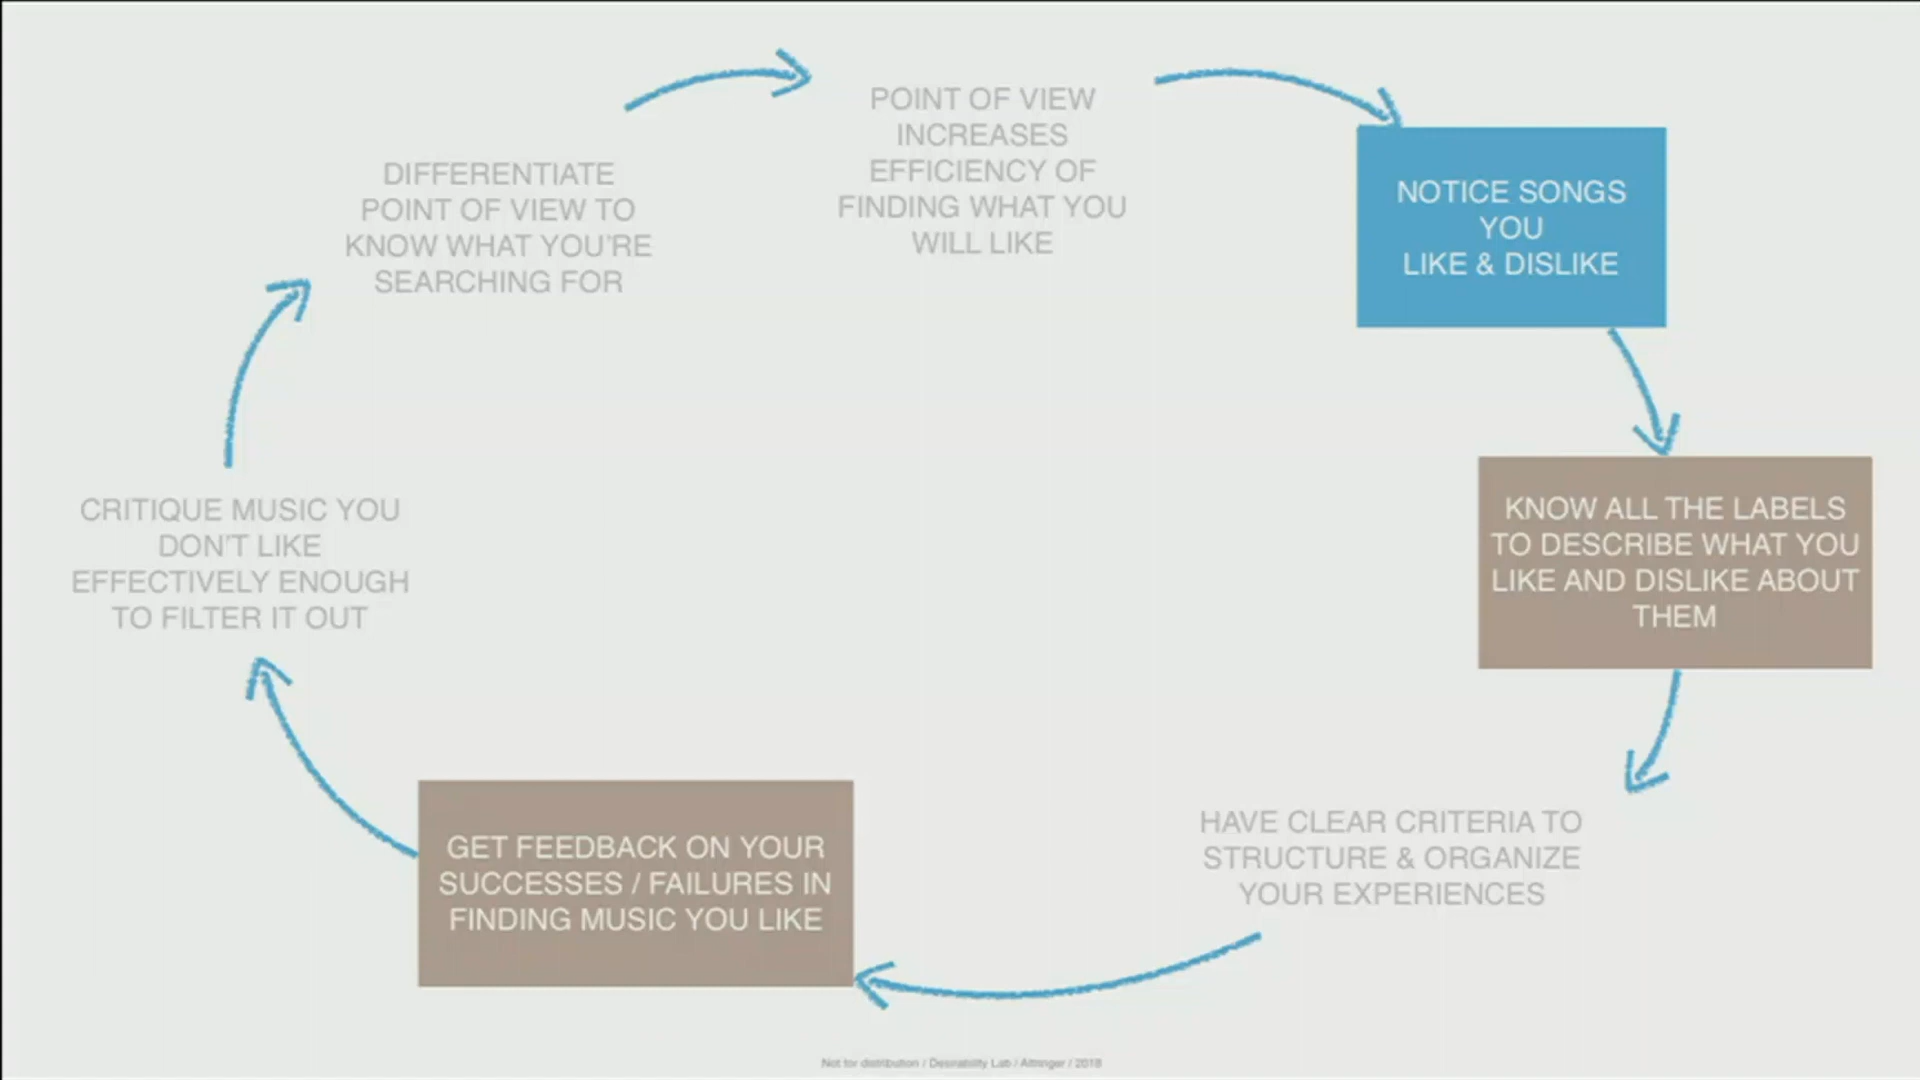 POINT OF VIEW
INCREASES
EFFICIENCY OF
FINDING WHAT YOU
WILL LIKE
NOTICE SONGS
YOU
LIKE & DISLIKE
KNOW ALL THE LABELS
TO DESCRIBE WHAT YOU
LIKE AND DISLIKE ABOUT
THEM
HAVE CLEAR CRITERIA TO
STRUCTURE & ORGANIZE
YOUR EXPERIENCES
GET FEEDBACK ON YOUR
SUCCESSES / FAILURES IN
FINDING MUSIC YOU LIKE
CRITIQUE MUSIC YOU
DON'T LIKE
EFFECTIVELY ENOUGH
TO FILTER IT OUT
DIFFERENTIATE
POINT OF VIEW TO
KNOW WHAT YOU'RE
SEARCHING FOR
Not for distribution / Desirability Lab / / 2018